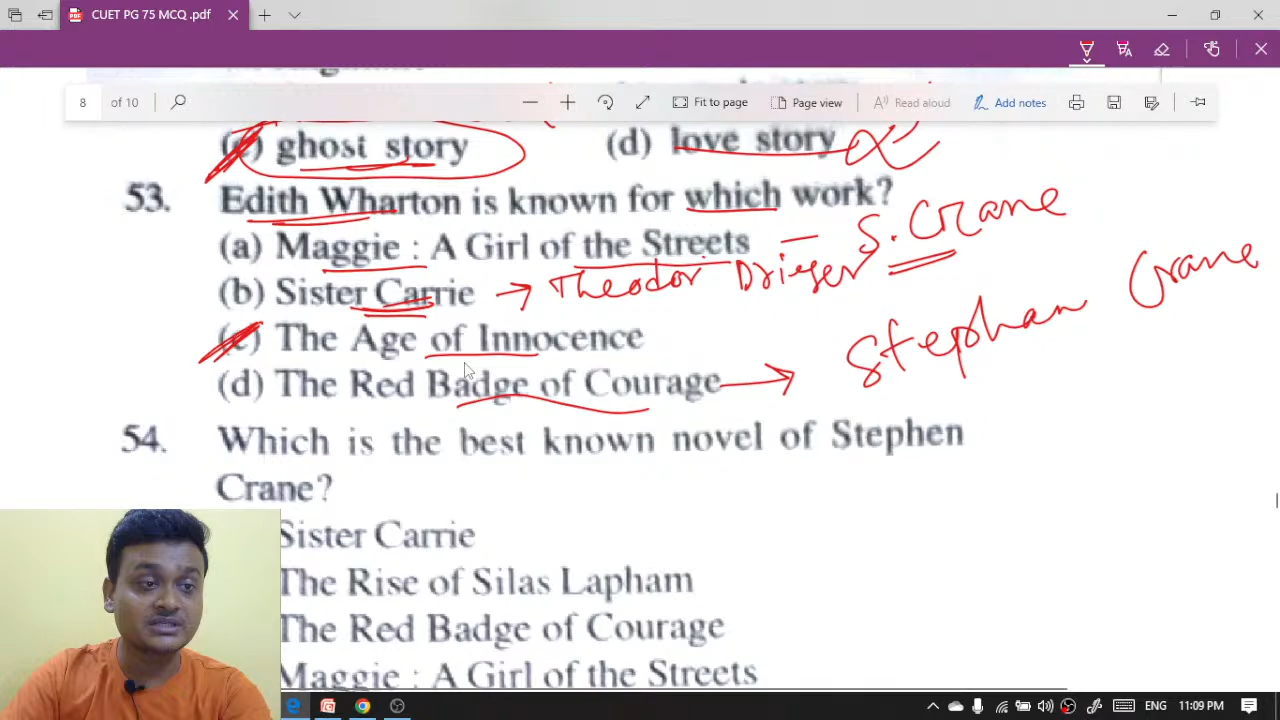 CUET PG 75 MCQ .pdf
8 of 10
Fit to page
Page view
Read aloud
Add notes
(c) ghost story (d) love story
53. Edith Wharton is known for which work?
(a) Maggie : A Girl of the Streets – S. Crane
(b) Sister Carrie → Theodor Drieser
(c) The Age of Innocence
(d) The Red Badge of Courage → Stephan Crane
54. Which is the best known novel of Stephen
Crane?
Sister Carrie
The Rise of Silas Lapham
The Red Badge of Courage
Maggie : A Girl of the Streets
ENG 11:09 PM